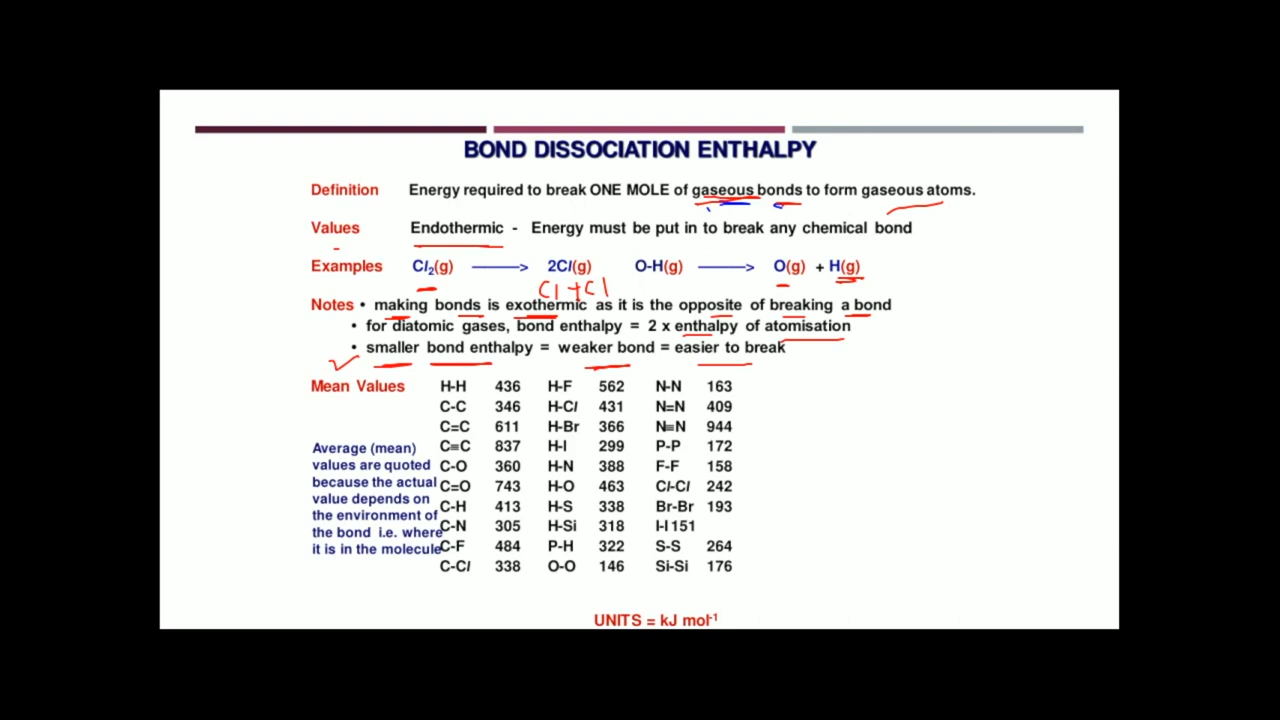 BOND DISSOCIATION ENTHALPY
Definition Energy required to break ONE MOLE of gaseous bonds to form gaseous atoms.
Values Endothermic - Energy must be put in to break any chemical bond
Examples Cl₂(g) ———> 2Cl(g) O-H(g) ———> O(g) + H(g)
Cl + Cl
Notes • making bonds is exothermic as it is the opposite of breaking a bond
• for diatomic gases, bond enthalpy = 2 x enthalpy of atomisation
• smaller bond enthalpy = weaker bond = easier to break
Mean Values H-H 436 H-F 562 N-N 163
C-C 346 H-Cl 431 N=N 409
C=C 611 H-Br 366 N≡N 944
C≡C 837 H-I 299 P-P 172
C-O 360 H-N 388 F-F 158
C=O 743 H-O 463 Cl-Cl 242
C-H 413 H-S 338 Br-Br 193
C-N 305 H-Si 318 I-I 151
C-F 484 P-H 322 S-S 264
C-Cl 338 O-O 146 Si-Si 176
Average (mean)
values are quoted
because the actual
value depends on
the environment of
the bond i.e. where
it is in the molecule
UNITS = kJ mol⁻¹